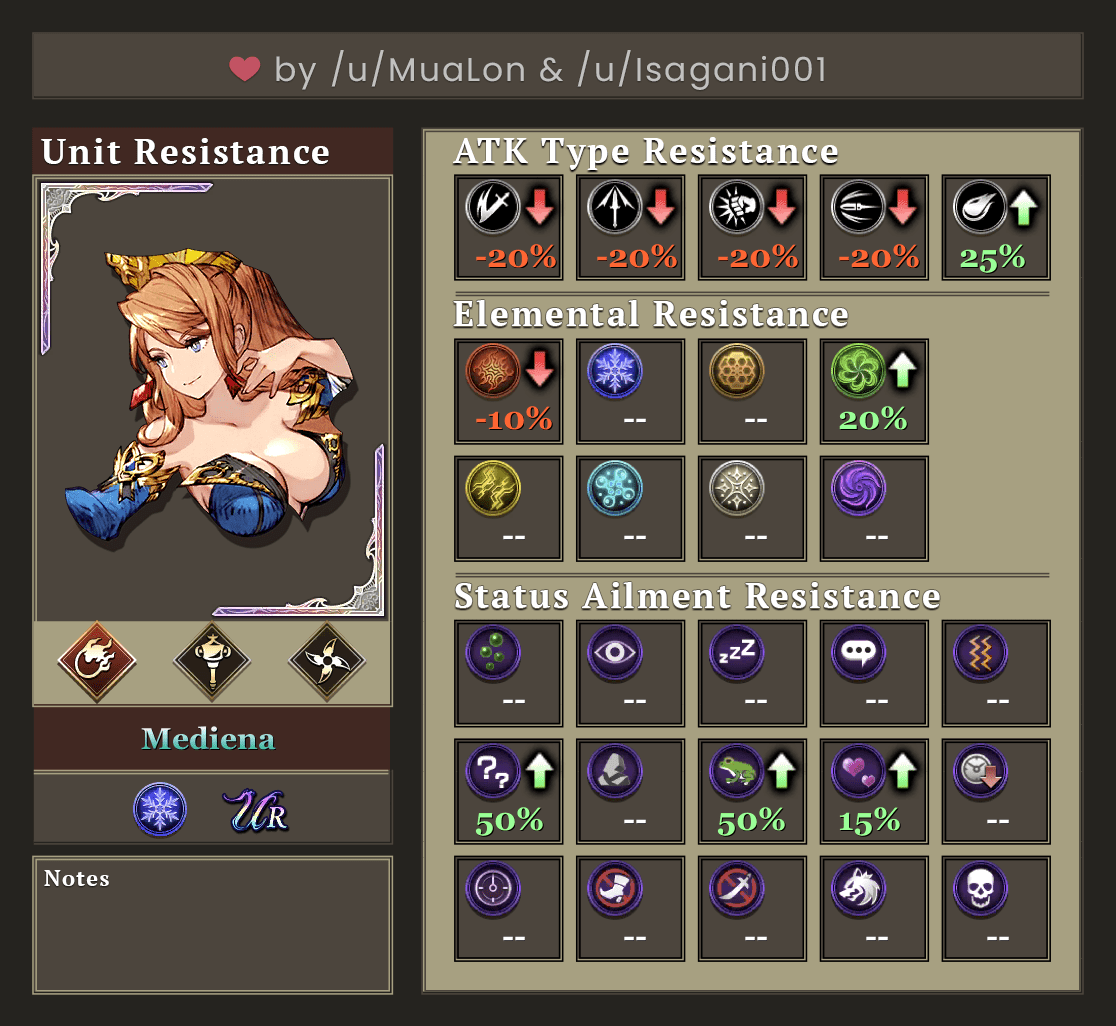 by /u/MuaLon & /u/Isagani001
Unit Resistance
Mediena
UR
Notes
ATK Type Resistance
-20% -20% -20% -20% 25%
Elemental Resistance
-10% -- -- 20%
-- -- -- --
Status Ailment Resistance
zzZ
-- -- -- -- --
??
50% -- 50% 15% --
-- -- -- -- --